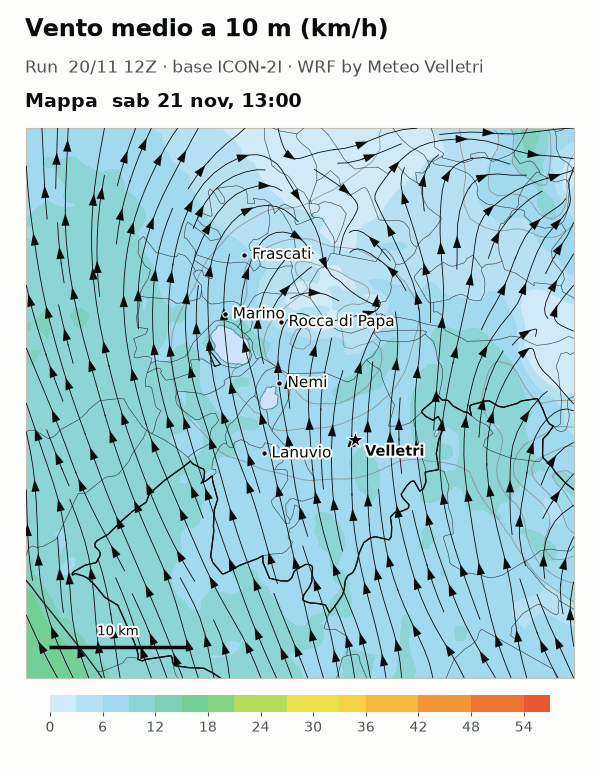 Vento medio a 10 m (km/h)
Run  20/11 12Z · base ICON-2I · WRF by Meteo Velletri
Mappa  sab 21 nov, 13:00
Frascati
Marino
Rocca di Papa
Nemi
Velletri
Lanuvio
10 km
0 6 12 18 24 30 36 42 48 54